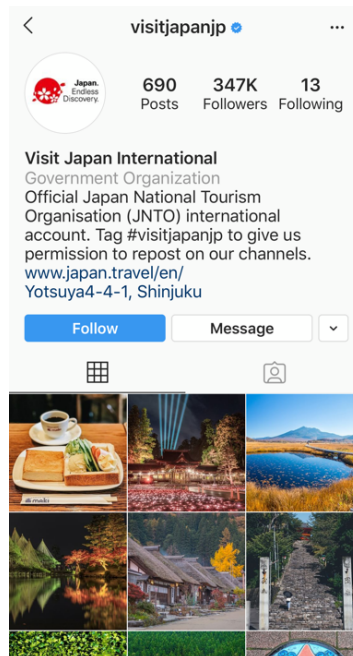 visitjapanjp
Japan.
Endless
Discovery.
690 347K 13
Posts Followers Following
Visit Japan International
Government Organization
Official Japan National Tourism
Organisation (JNTO) international
account. Tag #visitjapanjp to give us
permission to repost on our channels.
www.japan.travel/en/
Yotsuya4-4-1, Shinjuku
Follow Message